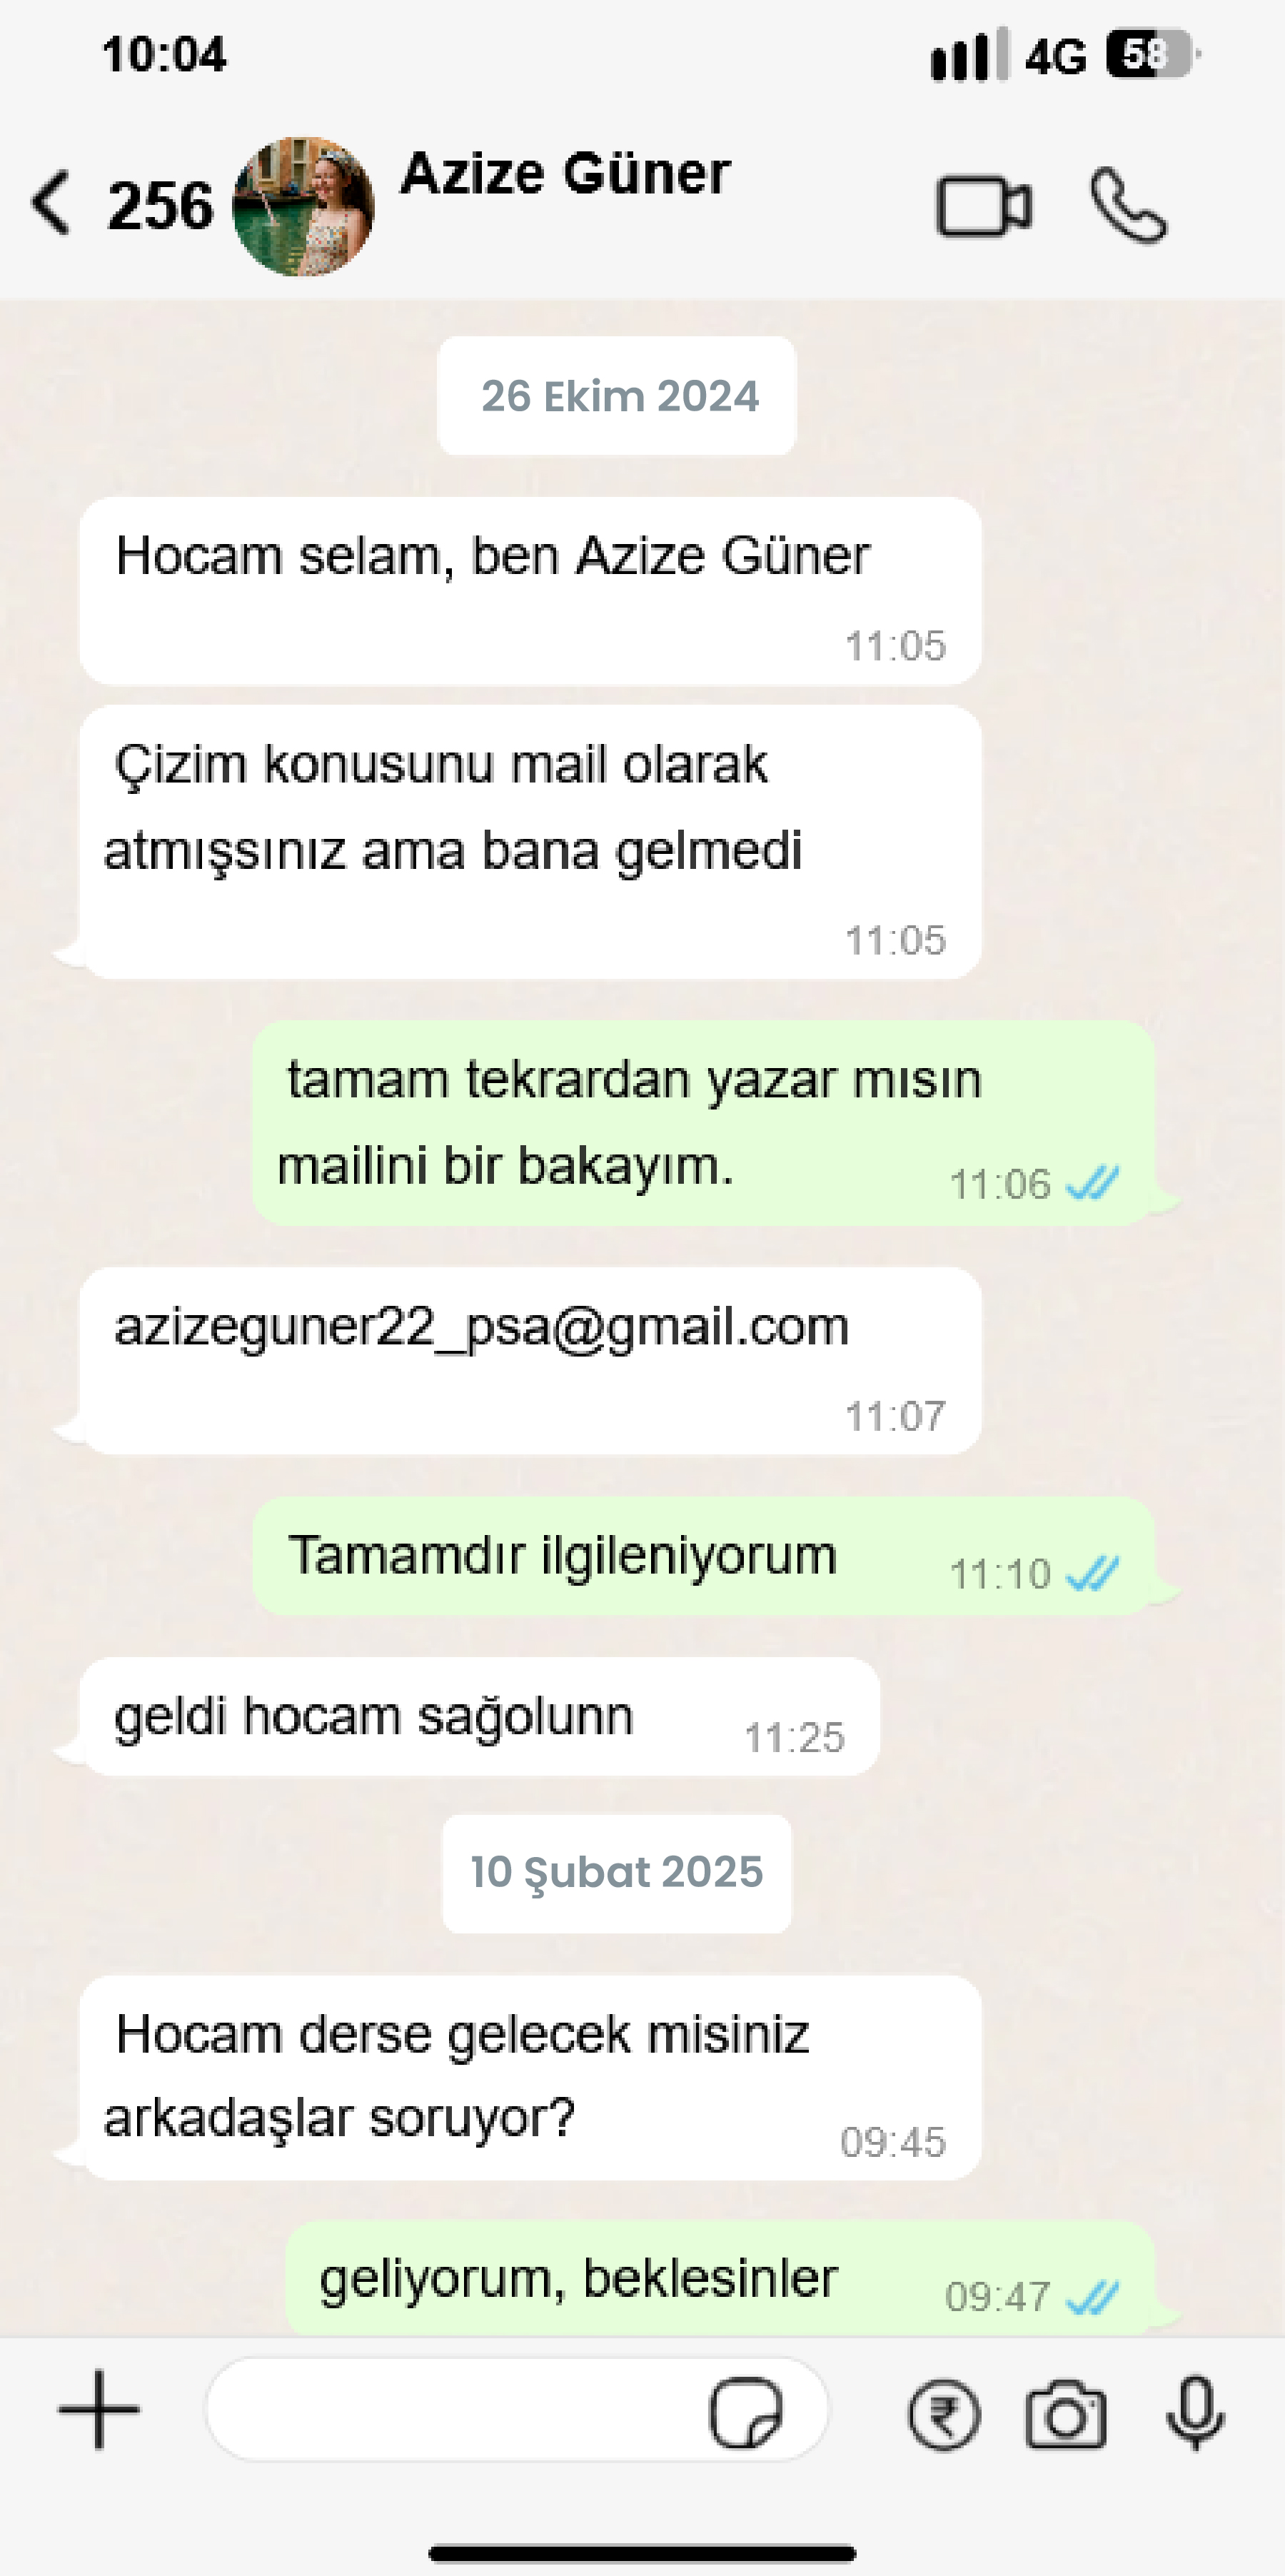 10:04
4G 58
256 Azize Güner
26 Ekim 2024
Hocam selam, ben Azize Güner
11:05
Çizim konusunu mail olarak
atmışsınız ama bana gelmedi
11:05
tamam tekrardan yazar mısın
mailini bir bakayım. 11:06
azizeguner22_psa@gmail.com
11:07
Tamamdır ilgileniyorum 11:10
geldi hocam sağolunn 11:25
10 Şubat 2025
Hocam derse gelecek misiniz
arkadaşlar soruyor? 09:45
geliyorum, beklesinler 09:47
₹